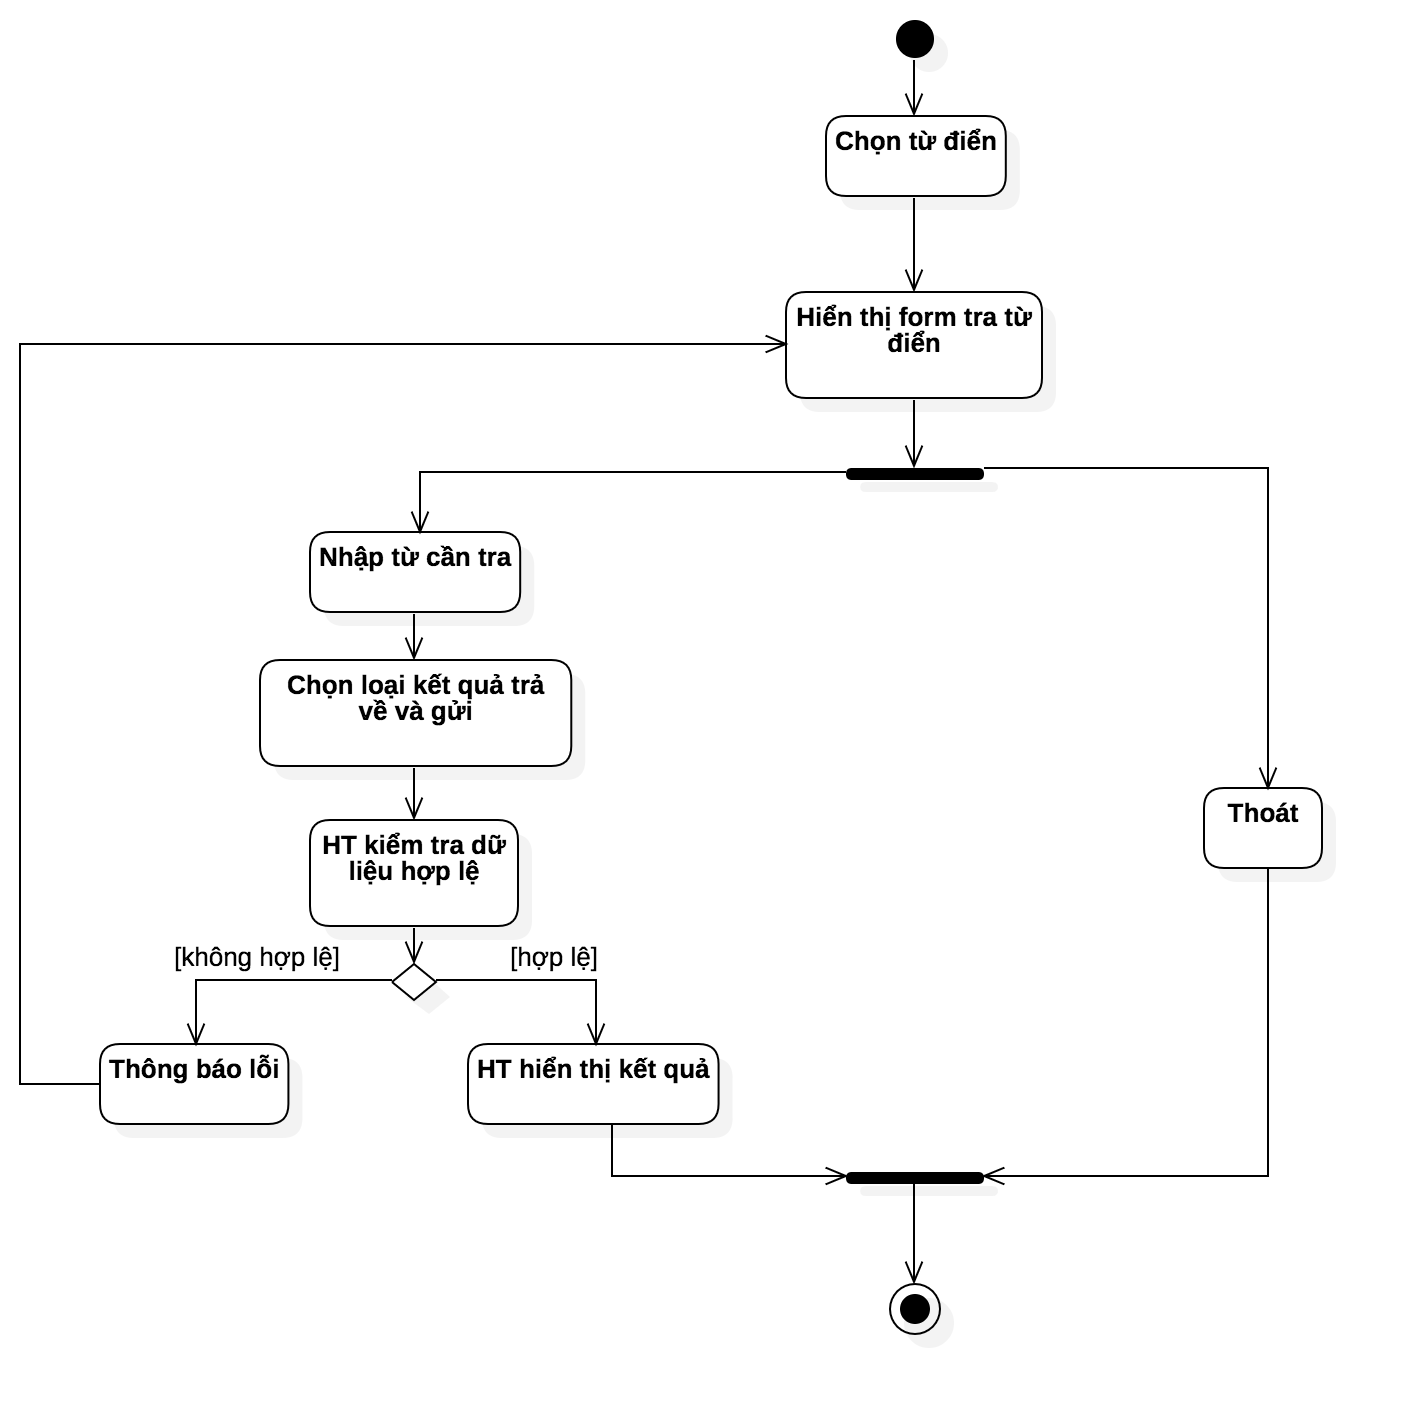 Chọn từ điển
Hiển thị form tra từ
điển
Nhập từ cần tra
Chọn loại kết quả trả
về và gửi
HT kiểm tra dữ
liệu hợp lệ
Thoát
[không hợp lệ]
[hợp lệ]
Thông báo lỗi
HT hiển thị kết quả